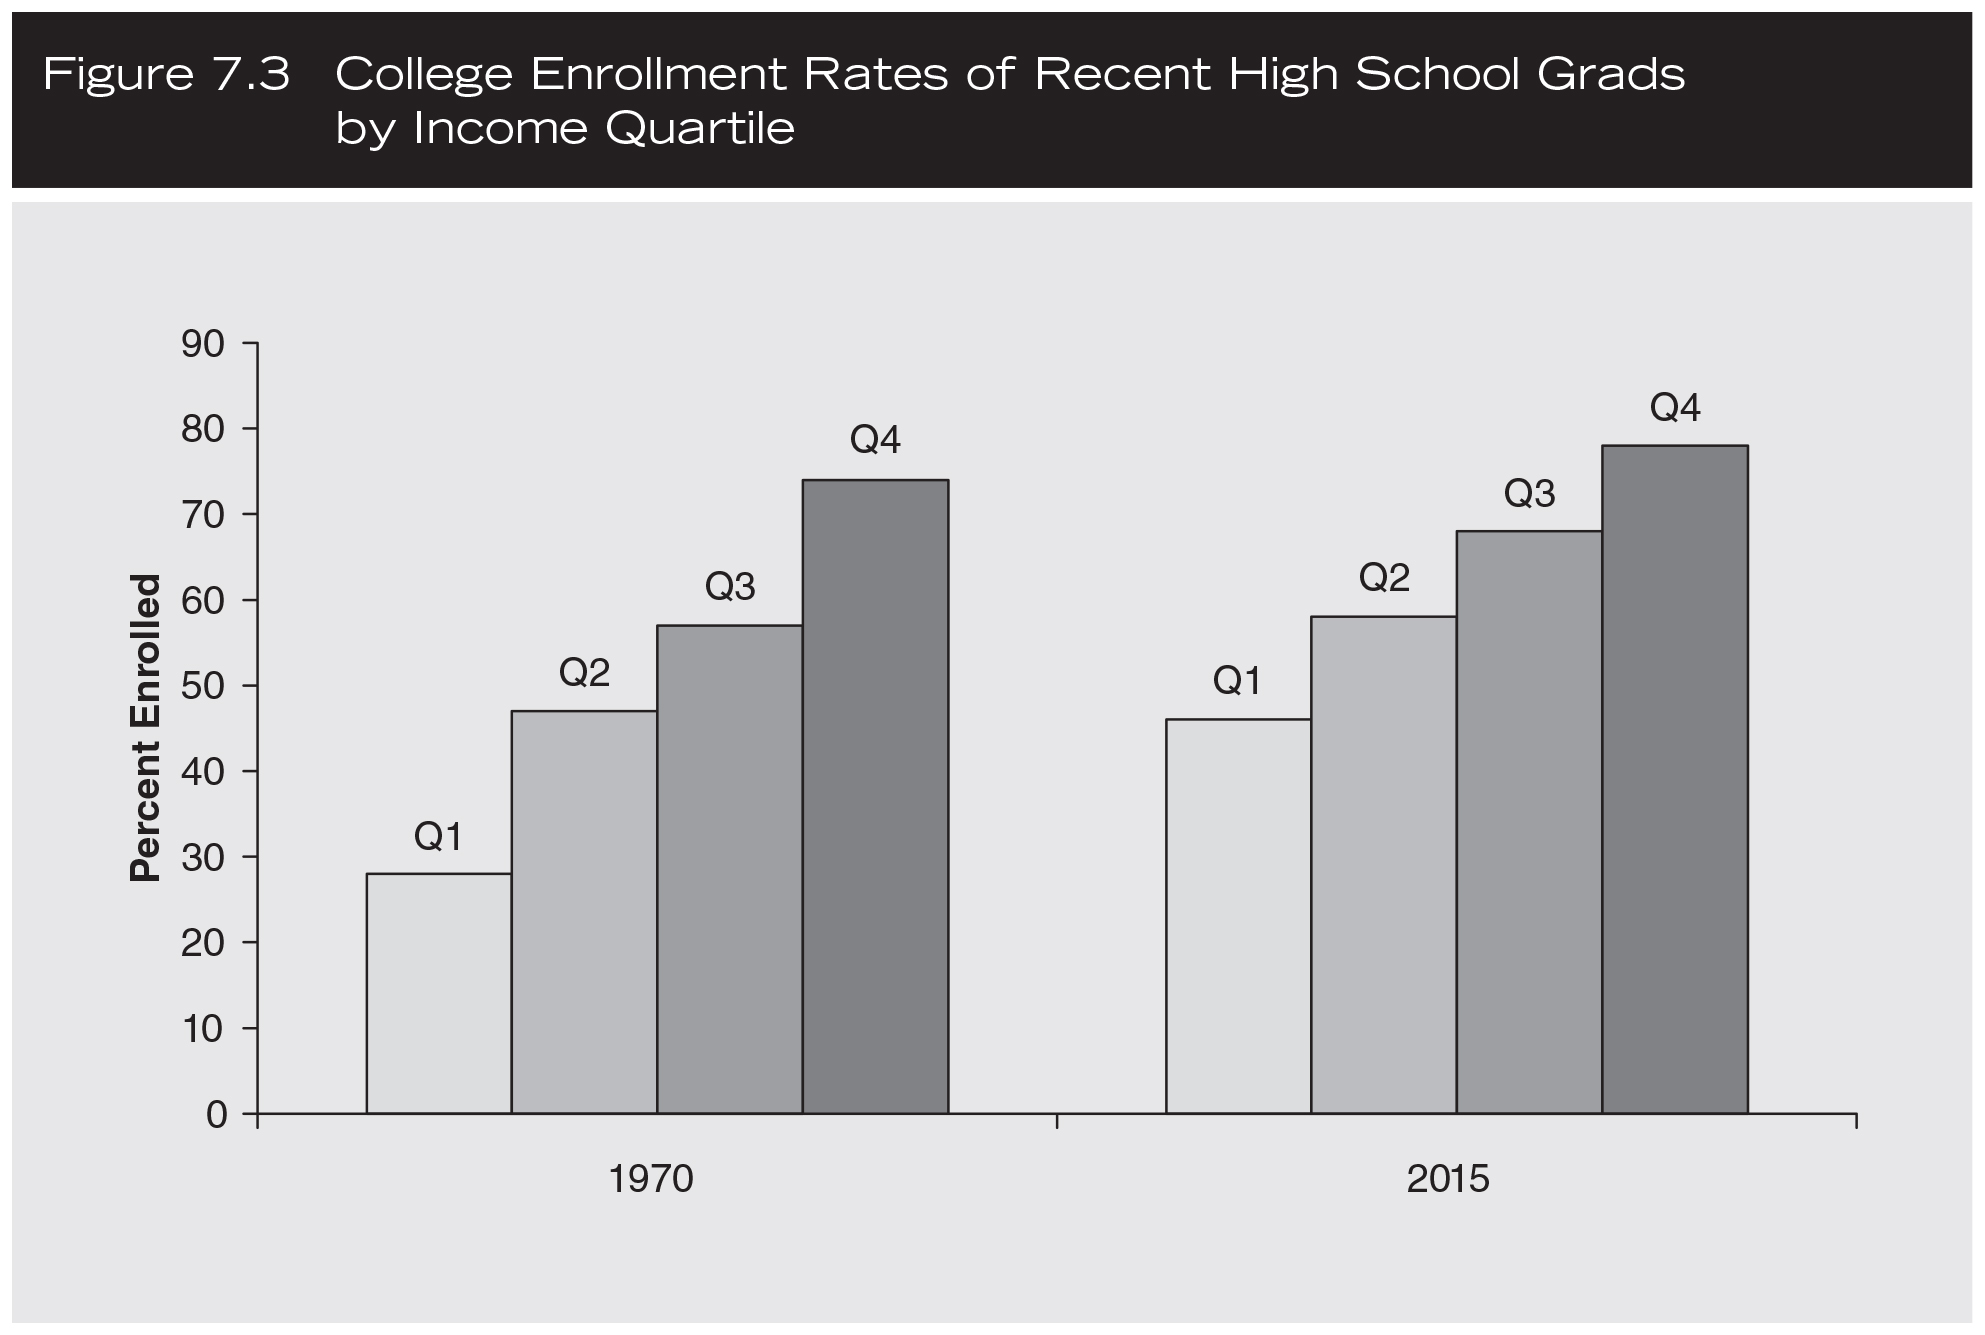 Figure 7.3 College Enrollment Rates of Recent High School Grads
by Income Quartile
Percent Enrolled
90
80
70
60
50
40
30
20
10
0
Q1
Q2
Q3
Q4
Q1
Q2
Q3
Q4
1970
2015